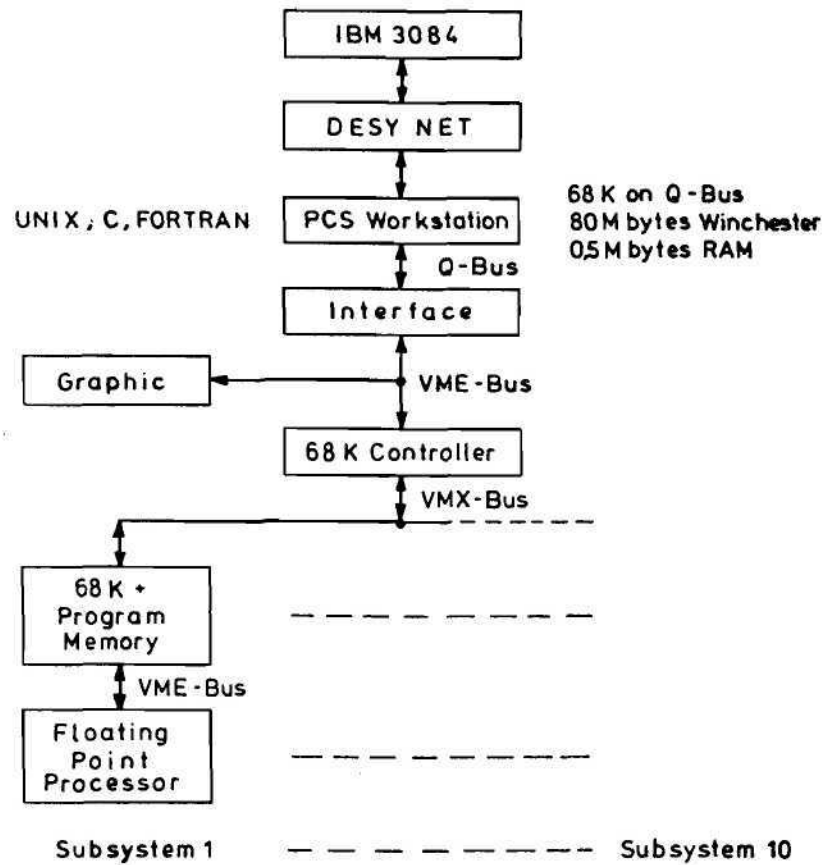 IBM 3084
DESY NET
UNIX, C, FORTRAN
PCS Workstation
68 K on Q-Bus
80 M bytes Winchester
0,5 M bytes RAM
Q-Bus
Interface
Graphic
VME-Bus
68 K Controller
VMX-Bus
68 K +
Program
Memory
VME-Bus
Floating
Point
Processor
Subsystem 1
Subsystem 10